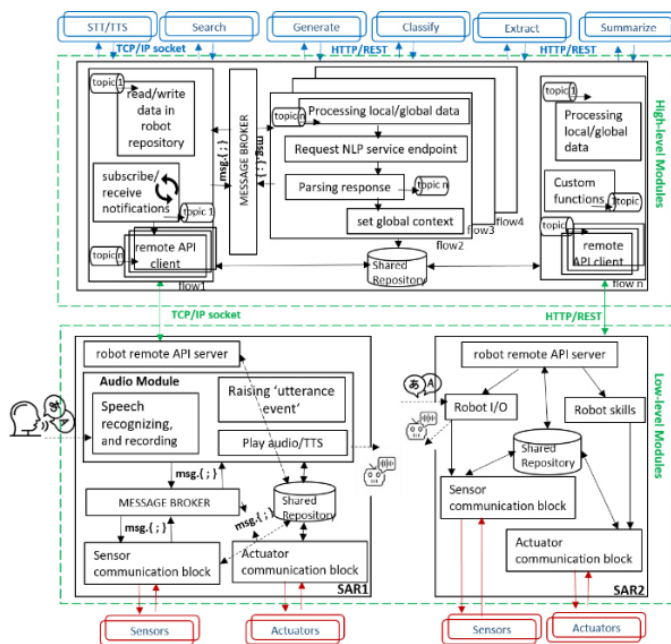 STT/TTS
Search
Generate
Classify
Extract
Summarize
TCP/IP socket
HTTP/REST
HTTP/REST
topic 1
read/write
data in
robot
repository
subscribe/
receive
notifications
topic 1
topic n
remote API
client
flow1
msg.{ ; }
MESSAGE BROKER
msg.{ ; }
topic n
Processing local/global data
Request NLP service endpoint
Parsing response
topic n
set global context
flow2
flow3
flow4
Shared
Repository
topic 1
Processing
local/global
data
Custom
functions
topic 1
topic n
remote
API client
flow n
High-level Modules
TCP/IP socket
HTTP/REST
robot remote API server
Audio Module
Speech
recognizing,
and recording
Raising 'utterance
event'
Play audio/TTS
msg.{ ; }
MESSAGE BROKER
msg.{ ; }
msg.{ ; }
Shared
Repository
Sensor
communication block
Actuator
communication block
SAR1
あ
A
robot remote API server
Robot I/O
Robot skills
Shared
Repository
Sensor
communication block
Actuator
communication block
SAR2
Low-level Modules
Sensors
Actuators
Sensors
Actuators